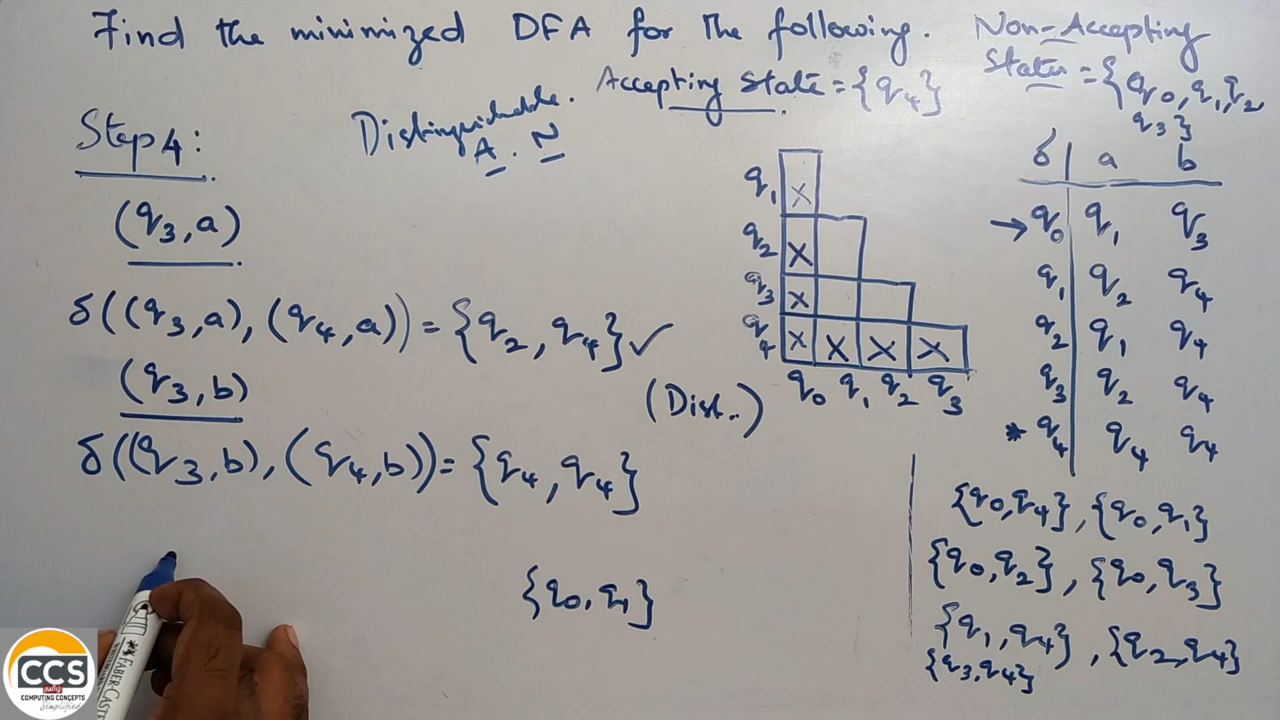 Find the minimized DFA for the following.
Non-Accepting
States = {q0, q1, q2
q3}
Accepting State = {q4}
Distinguishable.
A . N
Step 4:
(q3, a)
δ((q3, a), (q4, a)) = {q2, q4} ✓
(q3, b)
(Dist..)
δ((q3, b), (q4, b)) = {q4, q4}
{q0, q1}
q1 X
q2 X
q3 X
q4 X X X X
q0 q1 q2 q3
δ a b
→ q0 q1 q3
q1 q2 q4
q2 q1 q4
q3 q2 q4
* q4 q4 q4
{q0, q4}, {q0, q1}
{q0, q2}, {q0, q3}
{q1, q4}, {q2, q4}
{q3, q4}
FABER-CAST
CCS
COMPUTING CONCEPTS
Simplified